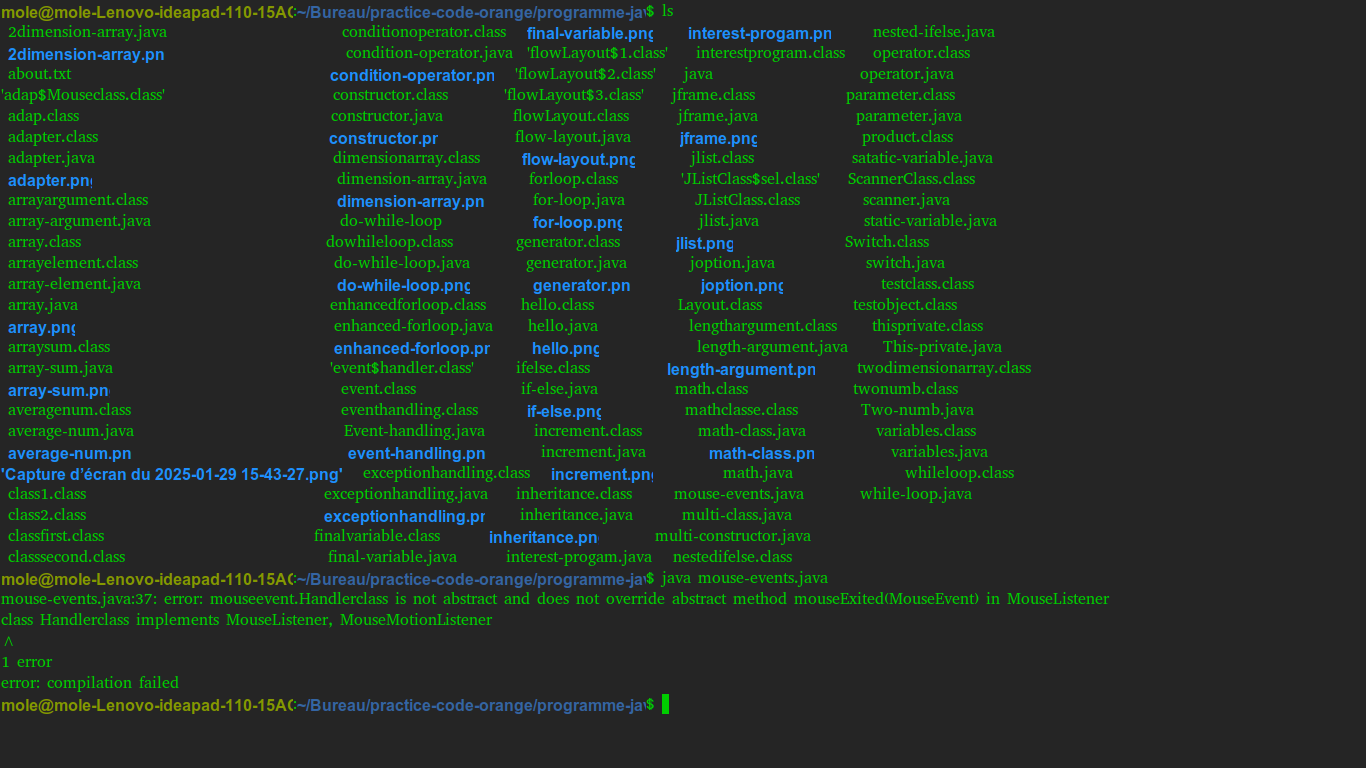 mole@mole-Lenovo-ideapad-110-15AC:~/Bureau/practice-code-orange/programme-jav$ ls
2dimension-array.java conditionoperator.class final-variable.png interest-progam.pn nested-ifelse.java
2dimension-array.pn condition-operator.java 'flowLayout$1.class' interestprogam.class operator.class
about.txt condition-operator.pn 'flowLayout$2.class' java operator.java
'adap$Mouseclass.class' constructor.class 'flowLayout$3.class' jframe.class parameter.class
adap.class constructor.java flowLayout.class jframe.java parameter.java
adapter.class constructor.pr flow-layout.java jframe.png product.class
adapter.java dimensionarray.class flow-layout.png jlist.class satatic-variable.java
adapter.png dimension-array.java forloop.class 'JListClass$sel.class' ScannerClass.class
arrayargument.class dimension-array.pn for-loop.java JListClass.class scanner.java
array-argument.java do-while-loop for-loop.png jlist.java static-variable.java
array.class dowhileloop.class generator.class jlist.png Switch.class
arrayelement.class do-while-loop.java generator.java joption.java switch.java
array-element.java do-while-loop.png generator.pn joption.png testclass.class
array.java enhancedforloop.class hello.class Layout.class testobject.class
array.png enhanced-forloop.java hello.java lengthargument.class thisprivate.class
arraysum.class enhanced-forloop.pr hello.png length-argument.java This-private.java
array-sum.java 'event$handler.class' ifelse.class length-argument.pn twodimensionarray.class
array-sum.pn event.class if-else.java math.class twonumb.class
averagenum.class eventhandling.class if-else.png mathclasse.class Two-numb.java
average-num.java Event-handling.java increment.class math-class.java variables.class
average-num.pn event-handling.pn increment.java math-class.pn variables.java
'Capture d'écran du 2025-01-29 15-43-27.png' exceptionhandling.class increment.png math.java whileloop.class
class1.class exceptionhandling.java inheritance.class mouse-events.java while-loop.java
class2.class exceptionhandling.pr inheritance.java multi-class.java
classfirst.class finalvariable.class inheritance.pn multi-constructor.java
classsecond.class final-variable.java interest-progam.java nestedifelse.class
mole@mole-Lenovo-ideapad-110-15AC:~/Bureau/practice-code-orange/programme-jav$ java mouse-events.java
mouse-events.java:37: error: mouseevent.Handlerclass is not abstract and does not override abstract method mouseExited(MouseEvent) in MouseListener
class Handlerclass implements MouseListener, MouseMotionListener
^
1 error
error: compilation failed
mole@mole-Lenovo-ideapad-110-15AC:~/Bureau/practice-code-orange/programme-jav$